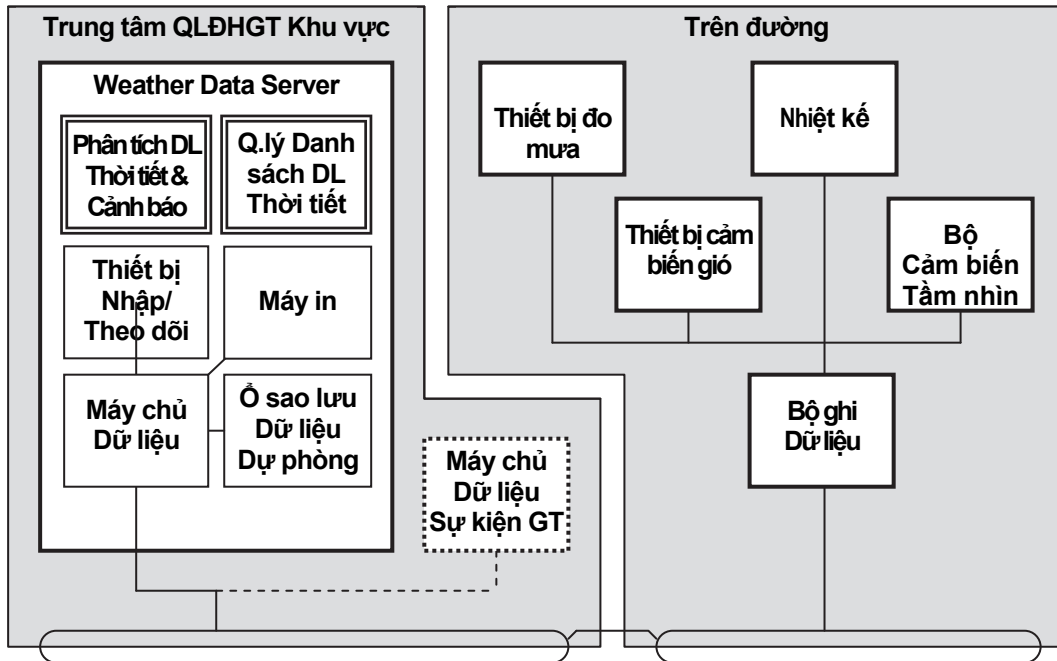 Trung tâm QLĐHGT Khu vực
Weather Data Server
Phân tích DL
Thời tiết &
Cảnh báo
Q.lý Danh
sách DL
Thời tiết
Thiết bị
Nhập/
Theo dõi
Máy in
Máy chủ
Dữ liệu
Ổ sao lưu
Dữ liệu
Dự phòng
Máy chủ
Dữ liệu
Sự kiện GT
Trên đường
Thiết bị đo
mưa
Nhiệt kế
Thiết bị cảm
biến gió
Bộ
Cảm biến
Tầm nhìn
Bộ ghi
Dữ liệu